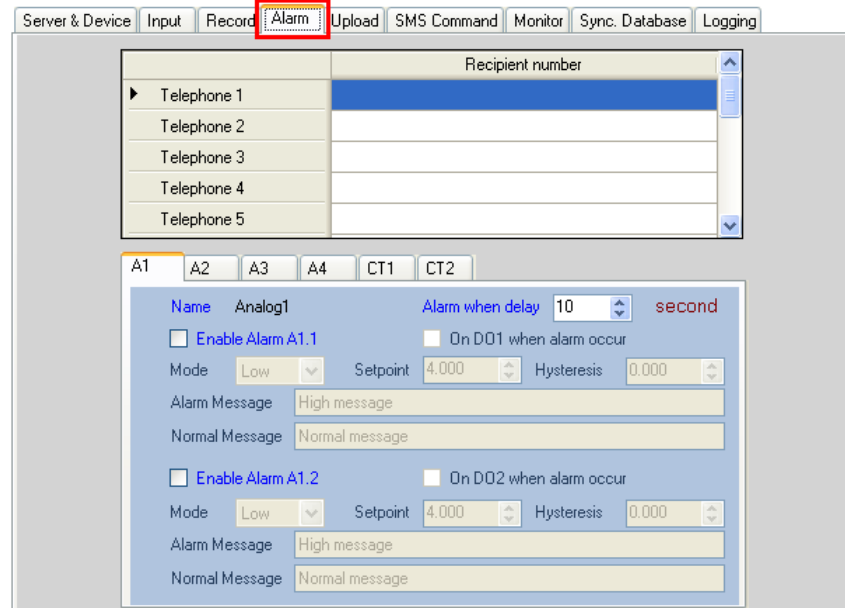 Server & Device Input Record Alarm Upload SMS Command Monitor Sync. Database Logging
Recipient number
Telephone 1
Telephone 2
Telephone 3
Telephone 4
Telephone 5
A1 A2 A3 A4 CT1 CT2
Name Analog1 Alarm when delay 10 second
Enable Alarm A1.1 On DO1 when alarm occur
Mode Low Setpoint 4.000 Hysteresis 0.000
Alarm Message High message
Normal Message Normal message
Enable Alarm A1.2 On DO2 when alarm occur
Mode Low Setpoint 4.000 Hysteresis 0.000
Alarm Message High message
Normal Message Normal message